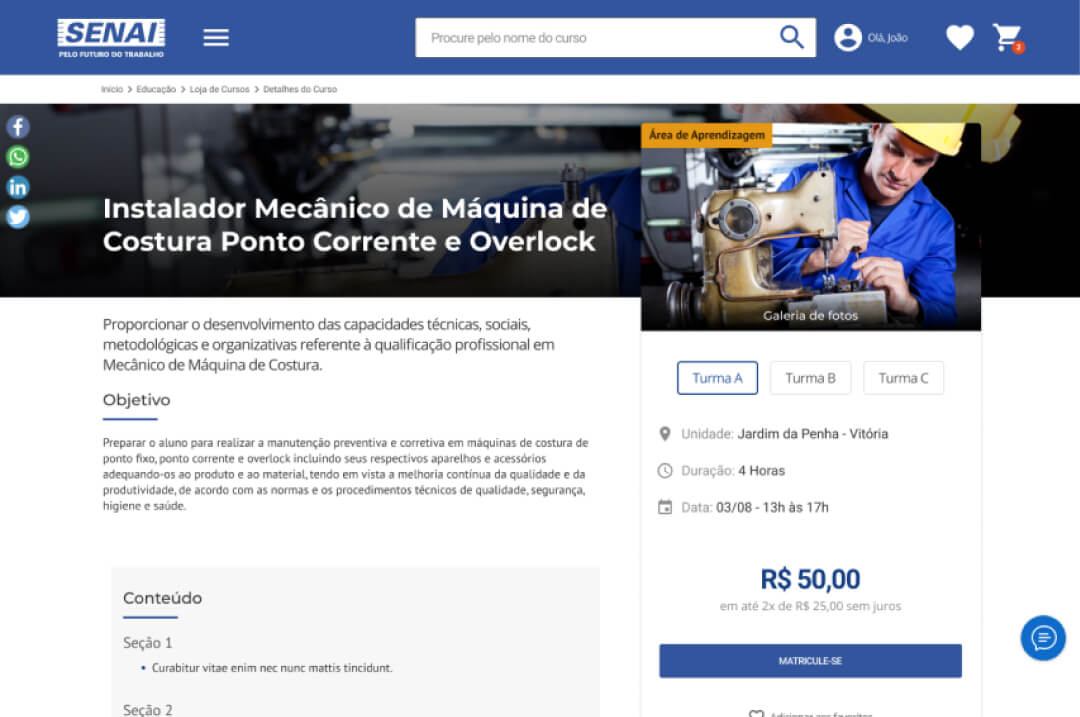 SENAI
PELO FUTURO DO TRABALHO
Procure pelo nome do curso
Olá, João
2
Início > Educação > Loja de Cursos > Detalhes do Curso
Área de Aprendizagem
Instalador Mecânico de Máquina de
Costura Ponto Corrente e Overlock
Galeria de fotos
Proporcionar o desenvolvimento das capacidades técnicas, sociais,
metodológicas e organizativas referente à qualificação profissional em
Mecânico de Máquina de Costura.
Objetivo
Preparar o aluno para realizar a manutenção preventiva e corretiva em máquinas de costura de
ponto fixo, ponto corrente e overlock incluindo seus respectivos aparelhos e acessórios
adequando-os ao produto e ao material, tendo em vista a melhoria contínua da qualidade e da
produtividade, de acordo com as normas e os procedimentos técnicos de qualidade, segurança,
higiene e saúde.
Conteúdo
Seção 1
• Curabitur vitae enim nec nunc mattis tincidunt.
Seção 2
Turma A
Turma B
Turma C
Unidade: Jardim da Penha - Vitória
Duração: 4 Horas
Data: 03/08 - 13h às 17h
R$ 50,00
em até 2x de R$ 25,00 sem juros
MATRICULE-SE
Adicionar aos favoritos